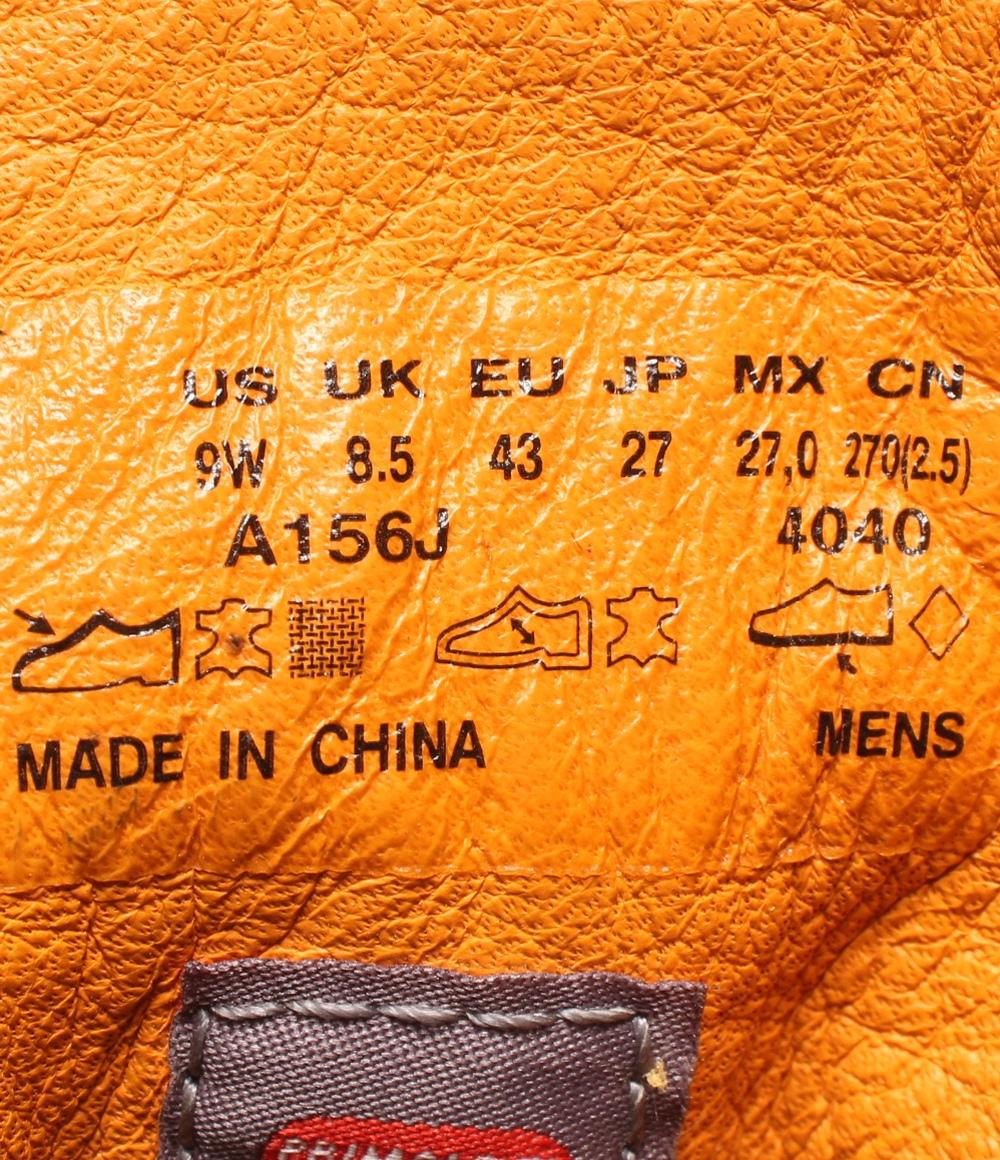 US UK EU JP MX CN
9W 8.5 43 27 27,0 270(2.5)
A156J 4040
MADE IN CHINA MENS